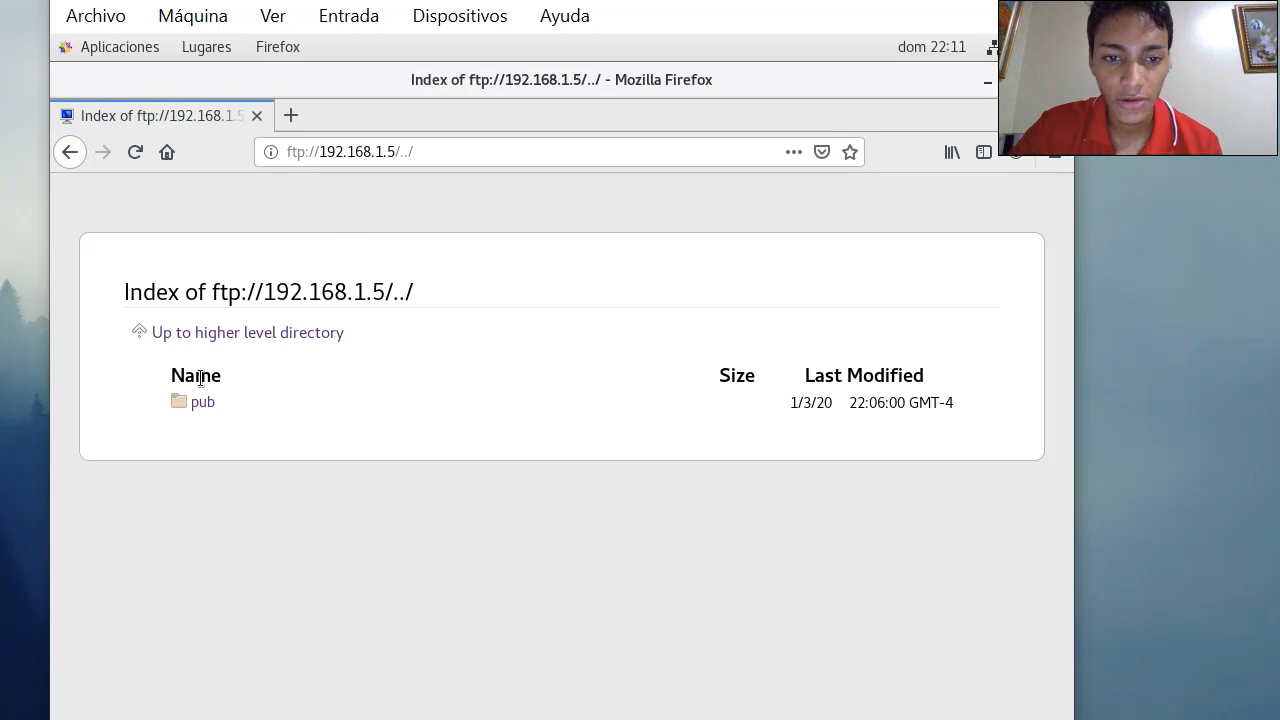 Archivo Máquina Ver Entrada Dispositivos Ayuda
Aplicaciones Lugares Firefox dom 22:11
Index of ftp://192.168.1.5/../ - Mozilla Firefox
Index of ftp://192.168.1.5
ftp://192.168.1.5/../
Index of ftp://192.168.1.5/../
Up to higher level directory
Name Size Last Modified
pub 1/3/20 22:06:00 GMT-4